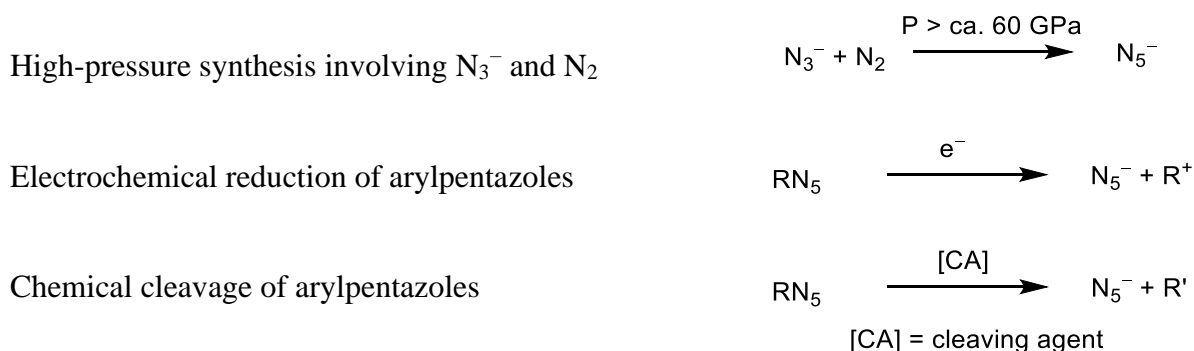 P > ca. 60 GPa
High-pressure synthesis involving N₃⁻ and N₂ N₃⁻ + N₂ N₅⁻
e⁻
Electrochemical reduction of arylpentazoles RN₅ N₅⁻ + R⁺
[CA]
Chemical cleavage of arylpentazoles RN₅ N₅⁻ + R'
[CA] = cleaving agent